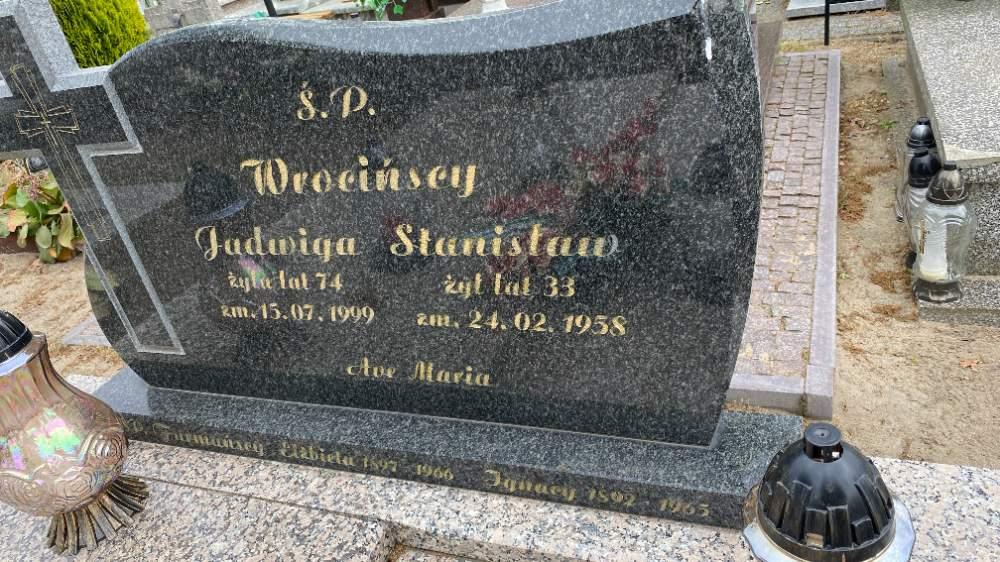 Ś.P.
Wrocińscy
Jadwiga Stanisław
żyła lat 74 żył lat 33
zm. 15.07.1999 zm. 24.02.1958
Ave Maria
Furmańscy Elżbieta 1897 1966 Ignacy 1892 1965